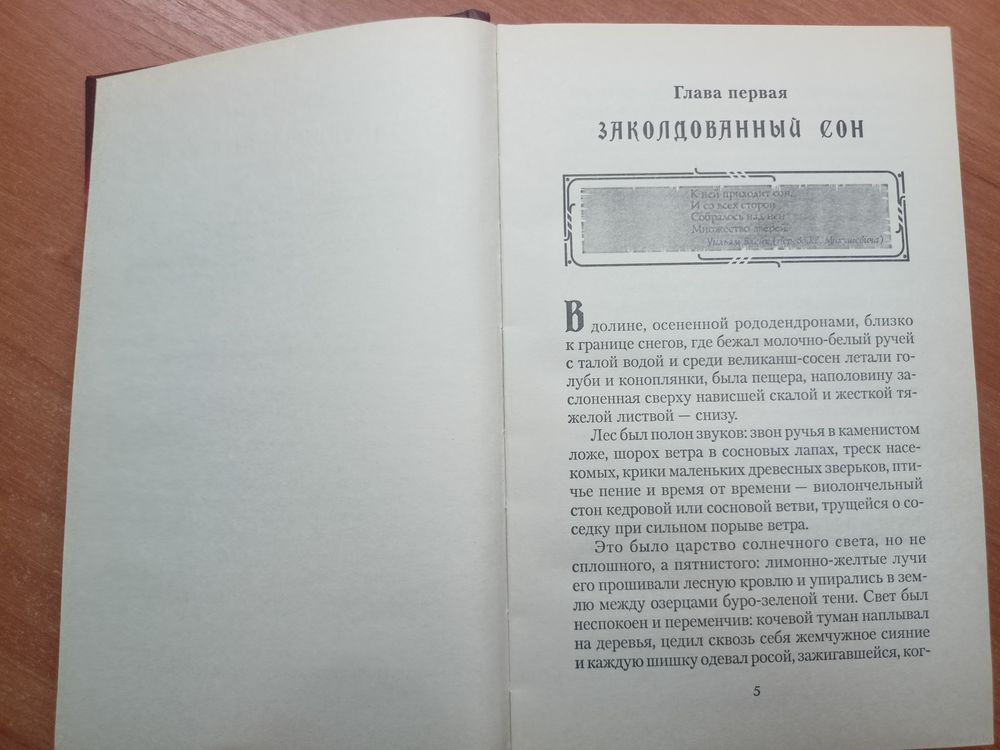 Глава первая
ЗАКОЛДОВАННЫЙ СОН
К ней приходит сон,
И со всех сторон
Собралось над ней
Множество зверей.
Уильям Блейк (пер.
В долине, осененной рододендронами, близко
к границе снегов, где бежал молочно-белый ручей
с талой водой и среди великанш-сосен летали го-
луби и коноплянки, была пещера, наполовину за-
слоненная сверху нависшей скалой и жесткой тя-
желой листвой — снизу.
Лес был полон звуков: звон ручья в каменистом
ложе, шорох ветра в сосновых лапах, треск насе-
комых, крики маленьких древесных зверьков, пти-
чье пение и время от времени — виолончельный
стон кедровой или сосновой ветви, трущейся о со-
седку при сильном порыве ветра.
Это было царство солнечного света, но не
сплошного, а пятнистого: лимонно-желтые лучи
его прошивали лесную кровлю и упирались в зем-
лю между озерцами буро-зеленой тени. Свет был
неспокоен и переменчив: кочевой туман наплывал
на деревья, цедил сквозь себя жемчужное сияние
и каждую шишку одевал росой, зажигавшейся, ког-
5